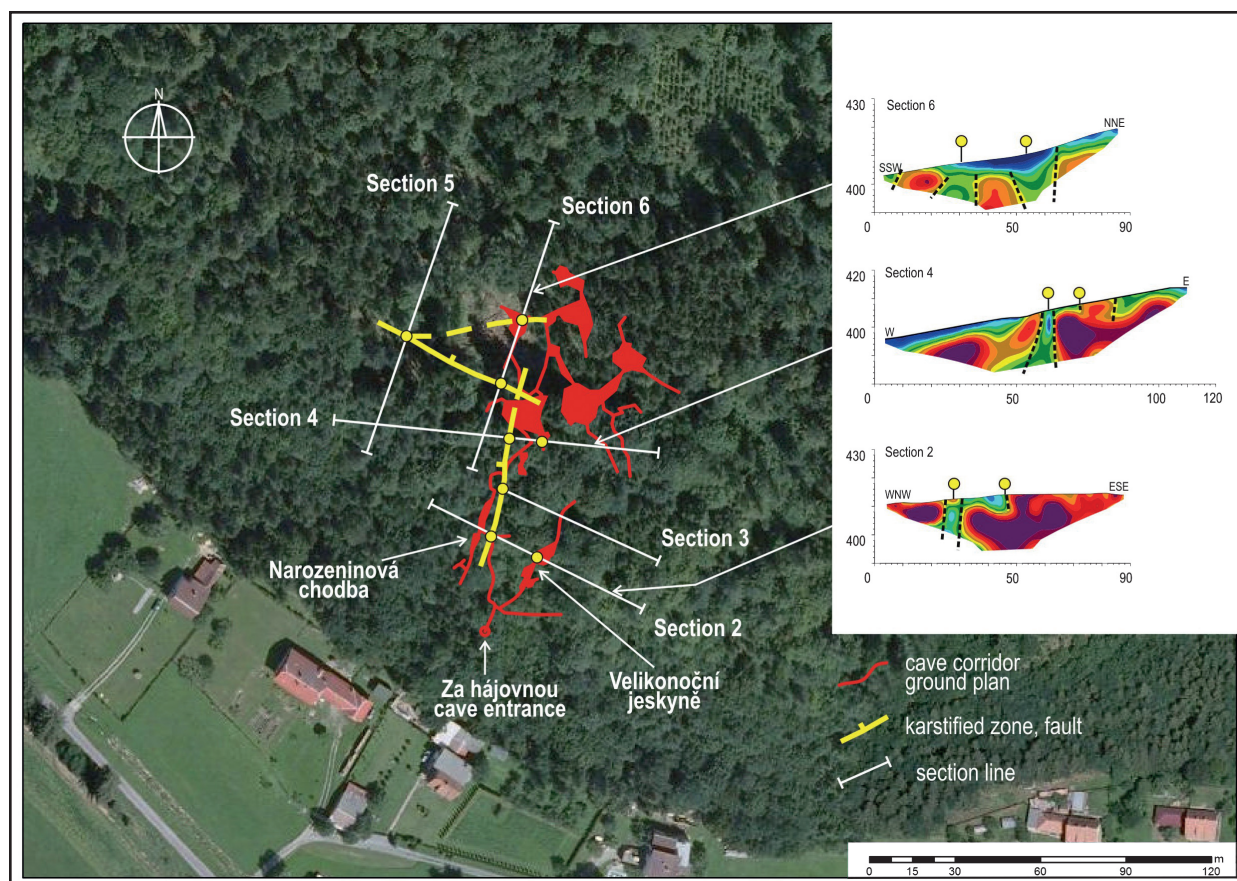 N
Section 5
Section 6
Section 4
Section 3
Narozeninová
chodba
Section 2
Za hájovnou
cave entrance
Velikonoční
jeskyně
430
Section 6
NNE
SSW
400
0
50
90
420
Section 4
E
W
400
0
50
100
120
430
Section 2
WNW
ESE
400
0
50
90
cave corridor
ground plan
karstified zone, fault
section line
m
0
15
30
60
90
120